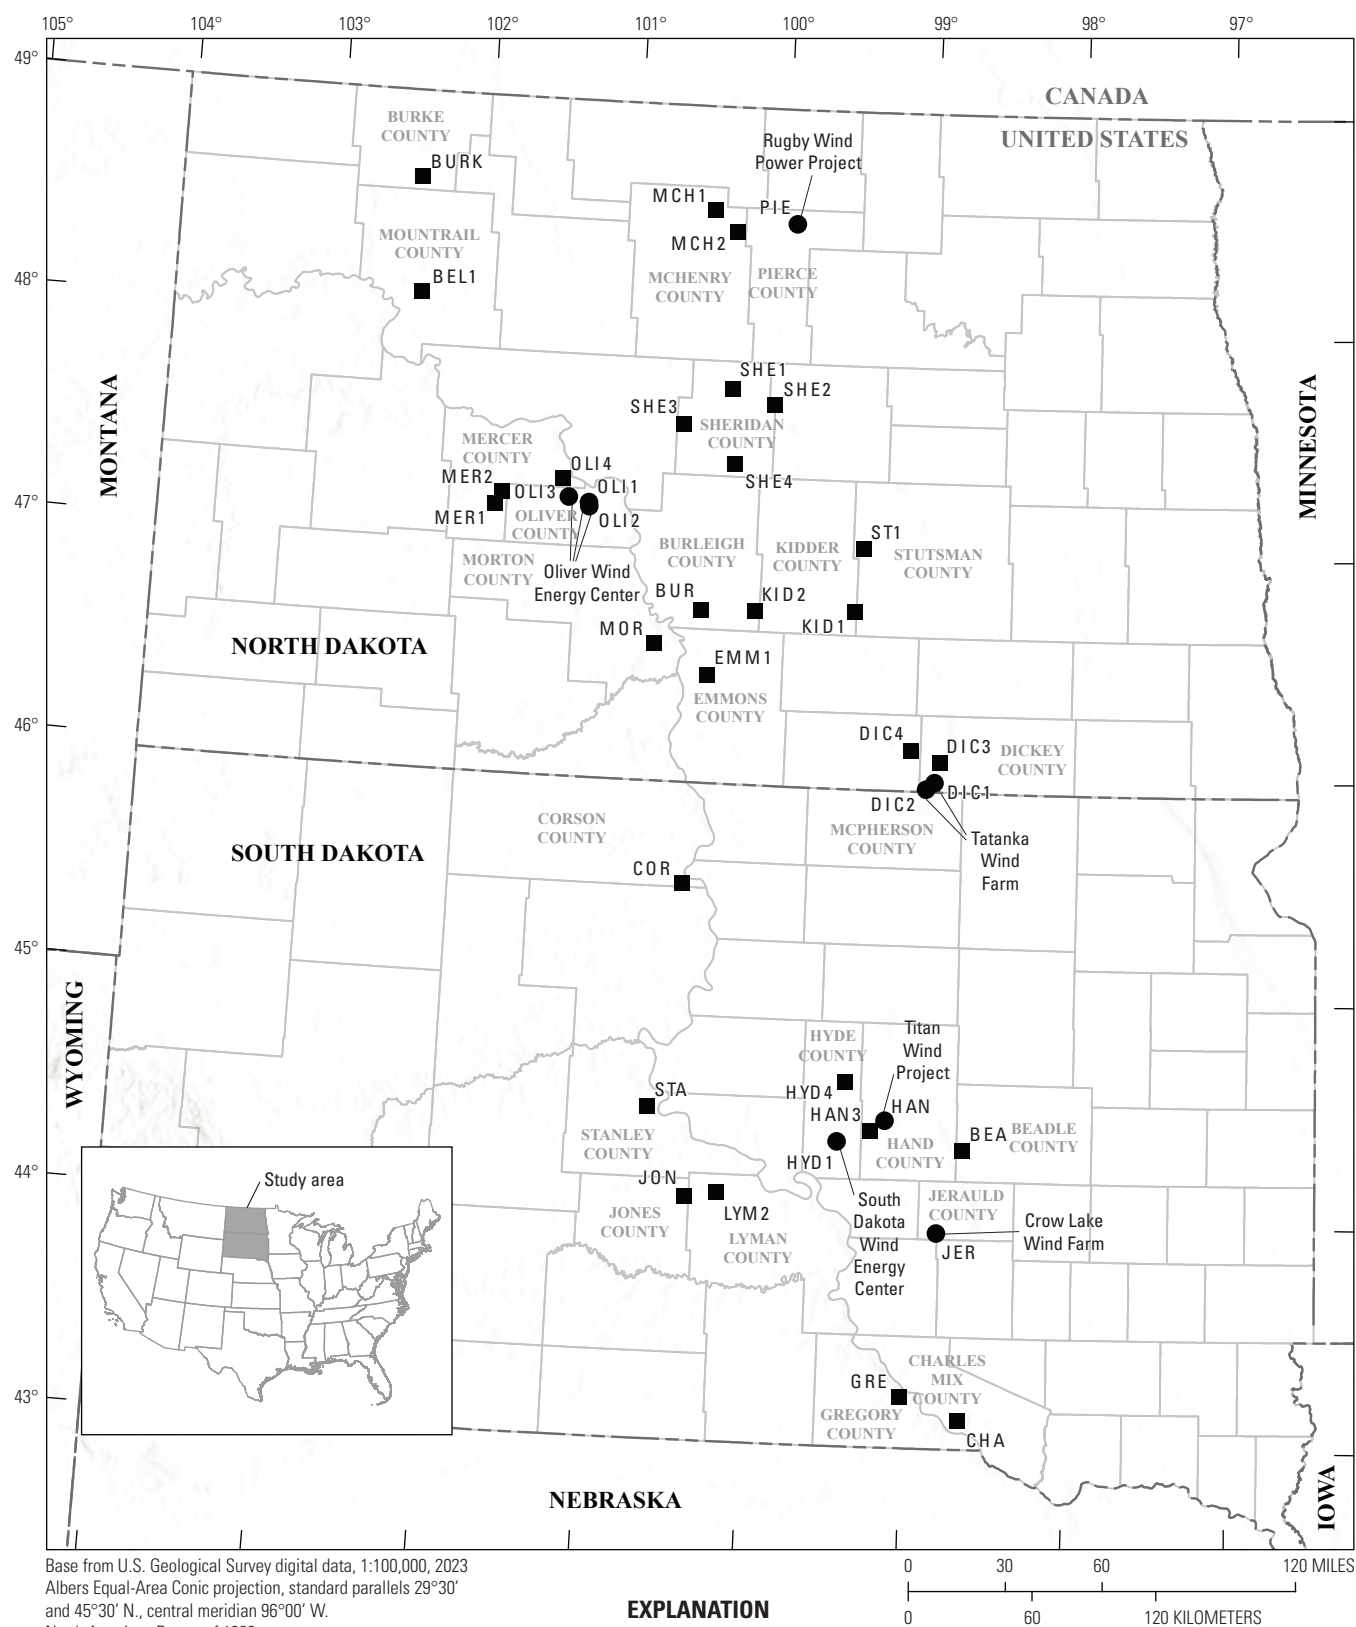 105° 104° 103° 102° 101° 100° 99° 98° 97°
49°
CANADA
UNITED STATES
BURKE
COUNTY
BURK
Rugby Wind
Power Project
MCH1
PIE
MCH2
MOUNTRAIL
COUNTY
BEL1
MCHENRY
COUNTY
PIERCE
COUNTY
48°
MONTANA
MINNESOTA
SHE1
SHE2
SHE3
SHERIDAN
COUNTY
SHE4
MERCER
COUNTY
MER2
MER1
OLI4
OLI3
OLI1
OLI2
OLIVER
COUNTY
47°
MORTON
COUNTY
Oliver Wind
Energy Center
BURLEIGH
COUNTY
KIDDER
COUNTY
ST1
STUTSMAN
COUNTY
BUR
KID2
KID1
MOR
NORTH DAKOTA
EMM1
EMMONS
COUNTY
46°
DIC4
DIC3
DICKEY
COUNTY
DIC1
DIC2
MCPHERSON
COUNTY
Tatanka
Wind
Farm
CORSON
COUNTY
SOUTH DAKOTA
COR
45°
WYOMING
HYDE
COUNTY
Titan
Wind
Project
HYD4
HAN3
HAN
HYD1
HAND
COUNTY
BEA
BEADLE
COUNTY
STA
STANLEY
COUNTY
44°
JON
JONES
COUNTY
LYM2
LYMAN
COUNTY
South
Dakota
Wind
Energy
Center
JERAULD
COUNTY
Crow Lake
Wind Farm
JER
Study area
43°
CHARLES
MIX
COUNTY
GRE
GREGORY
COUNTY
CHA
NEBRASKA
IOWA
Base from U.S. Geological Survey digital data, 1:100,000, 2023
Albers Equal-Area Conic projection, standard parallels 29°30′
and 45°30′ N., central meridian 96°00′ W.
EXPLANATION
0 30 60 120 MILES
0 60 120 KILOMETERS